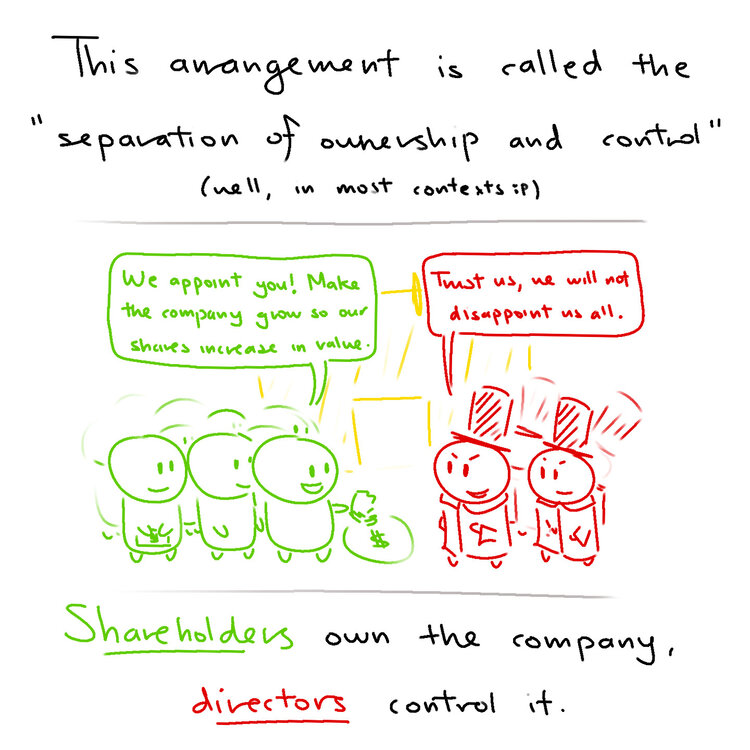 This arrangement is called the
"separation of ownership and control"
(well, in most contexts :P)
We appoint you! Make
the company grow so our
shares increase in value.
Trust us, we will not
disappoint us all.
$
Shareholders own the company,
directors control it.